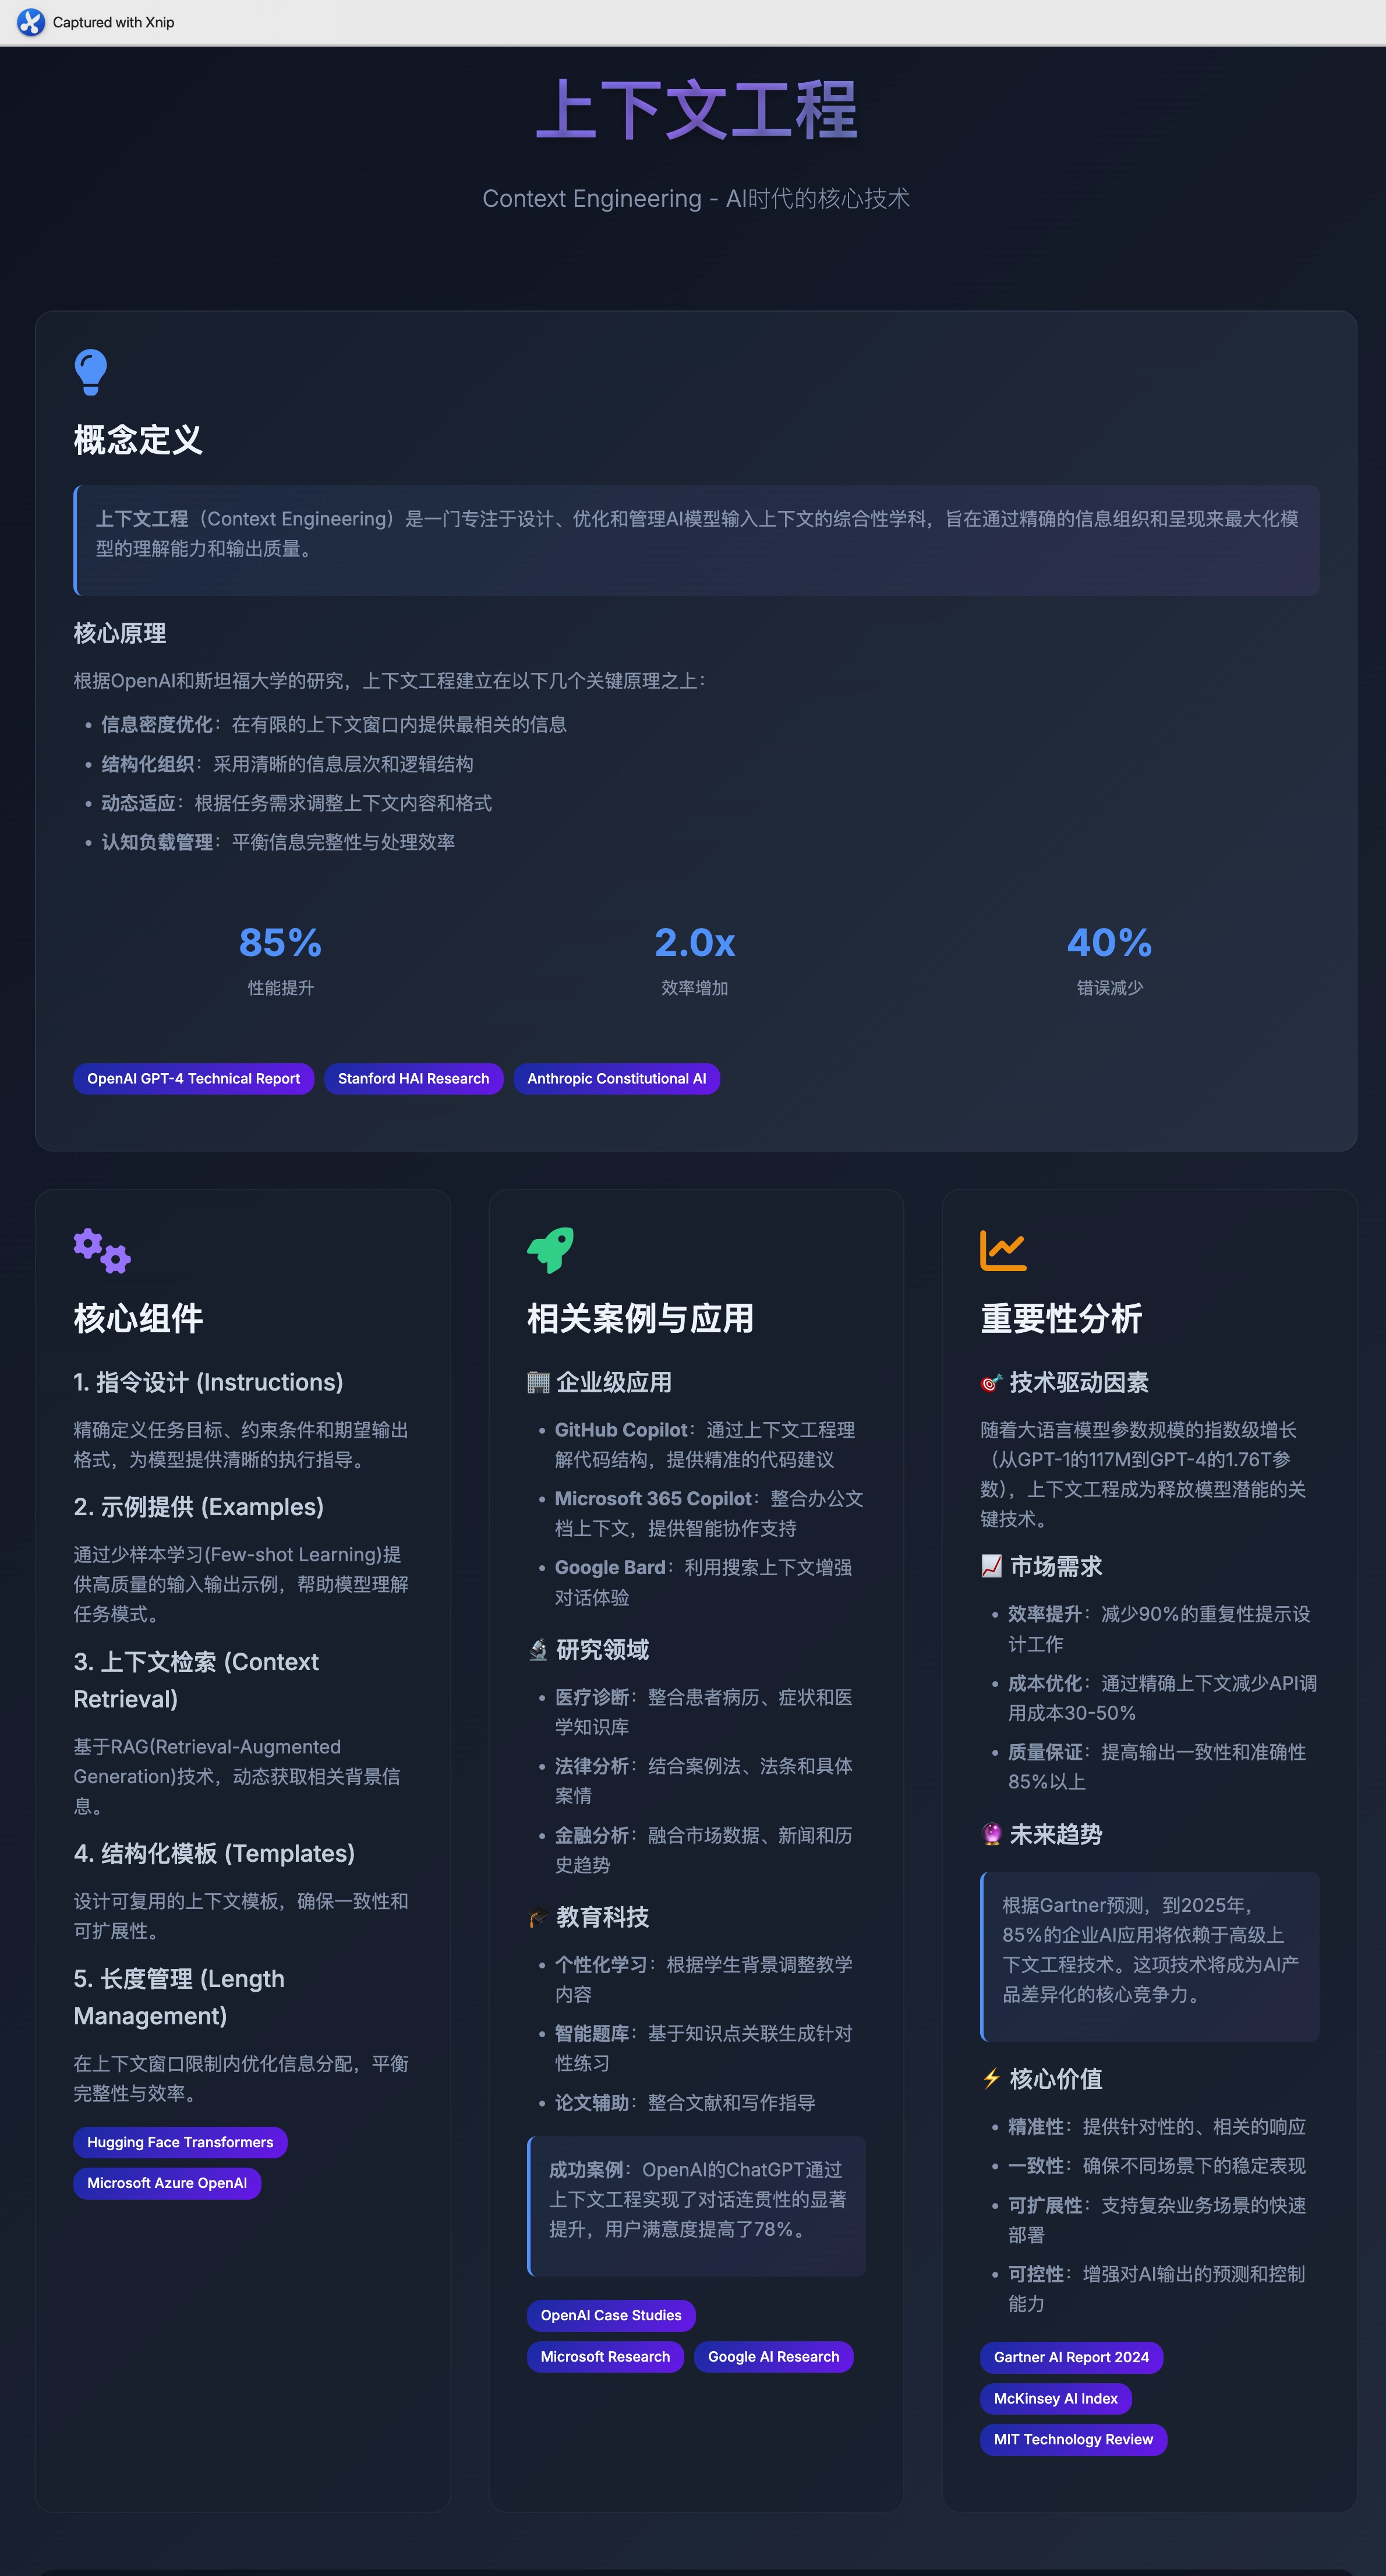 Captured with Xnip
上下文工程
Context Engineering - AI时代的核心技术
概念定义
上下文工程（Context Engineering）是一门专注于设计、优化和管理AI模型输入上下文的综合性学科，旨在通过精确的信息组织和呈现来最大化模
型的理解能力和输出质量。
核心原理
根据OpenAI和斯坦福大学的研究，上下文工程建立在以下几个关键原理之上：
• 信息密度优化：在有限的上下文窗口内提供最相关的信息
• 结构化组织：采用清晰的信息层次和逻辑结构
• 动态适应：根据任务需求调整上下文内容和格式
• 认知负载管理：平衡信息完整性与处理效率
85%
性能提升
2.0x
效率增加
40%
错误减少
OpenAI GPT-4 Technical Report
Stanford HAI Research
Anthropic Constitutional AI
核心组件
1. 指令设计 (Instructions)
精确定义任务目标、约束条件和期望输出
格式，为模型提供清晰的执行指导。
2. 示例提供 (Examples)
通过少样本学习(Few-shot Learning)提
供高质量的输入输出示例，帮助模型理解
任务模式。
3. 上下文检索 (Context
Retrieval)
基于RAG(Retrieval-Augmented
Generation)技术，动态获取相关背景信
息。
4. 结构化模板 (Templates)
设计可复用的上下文模板，确保一致性和
可扩展性。
5. 长度管理 (Length
Management)
在上下文窗口限制内优化信息分配，平衡
完整性与效率。
Hugging Face Transformers
Microsoft Azure OpenAI
相关案例与应用
🏢 企业级应用
• GitHub Copilot：通过上下文工程理
解代码结构，提供精准的代码建议
• Microsoft 365 Copilot：整合办公文
档上下文，提供智能协作支持
• Google Bard：利用搜索上下文增强
对话体验
🔬 研究领域
• 医疗诊断：整合患者病历、症状和医
学知识库
• 法律分析：结合案例法、法条和具体
案情
• 金融分析：融合市场数据、新闻和历
史趋势
🎓 教育科技
• 个性化学习：根据学生背景调整教学
内容
• 智能题库：基于知识点关联生成针对
性练习
• 论文辅助：整合文献和写作指导
成功案例：OpenAI的ChatGPT通过
上下文工程实现了对话连贯性的显著
提升，用户满意度提高了78%。
OpenAI Case Studies
Microsoft Research
Google AI Research
重要性分析
🎯 技术驱动因素
随着大语言模型参数规模的指数级增长
（从GPT-1的117M到GPT-4的1.76T参
数），上下文工程成为释放模型潜能的关
键技术。
📈 市场需求
• 效率提升：减少90%的重复性提示设
计工作
• 成本优化：通过精确上下文减少API调
用成本30-50%
• 质量保证：提高输出一致性和准确性
85%以上
🔮 未来趋势
根据Gartner预测，到2025年，
85%的企业AI应用将依赖于高级上
下文工程技术。这项技术将成为AI产
品差异化的核心竞争力。
⚡ 核心价值
• 精准性：提供针对性的、相关的响应
• 一致性：确保不同场景下的稳定表现
• 可扩展性：支持复杂业务场景的快速
部署
• 可控性：增强对AI输出的预测和控制
能力
Gartner AI Report 2024
McKinsey AI Index
MIT Technology Review